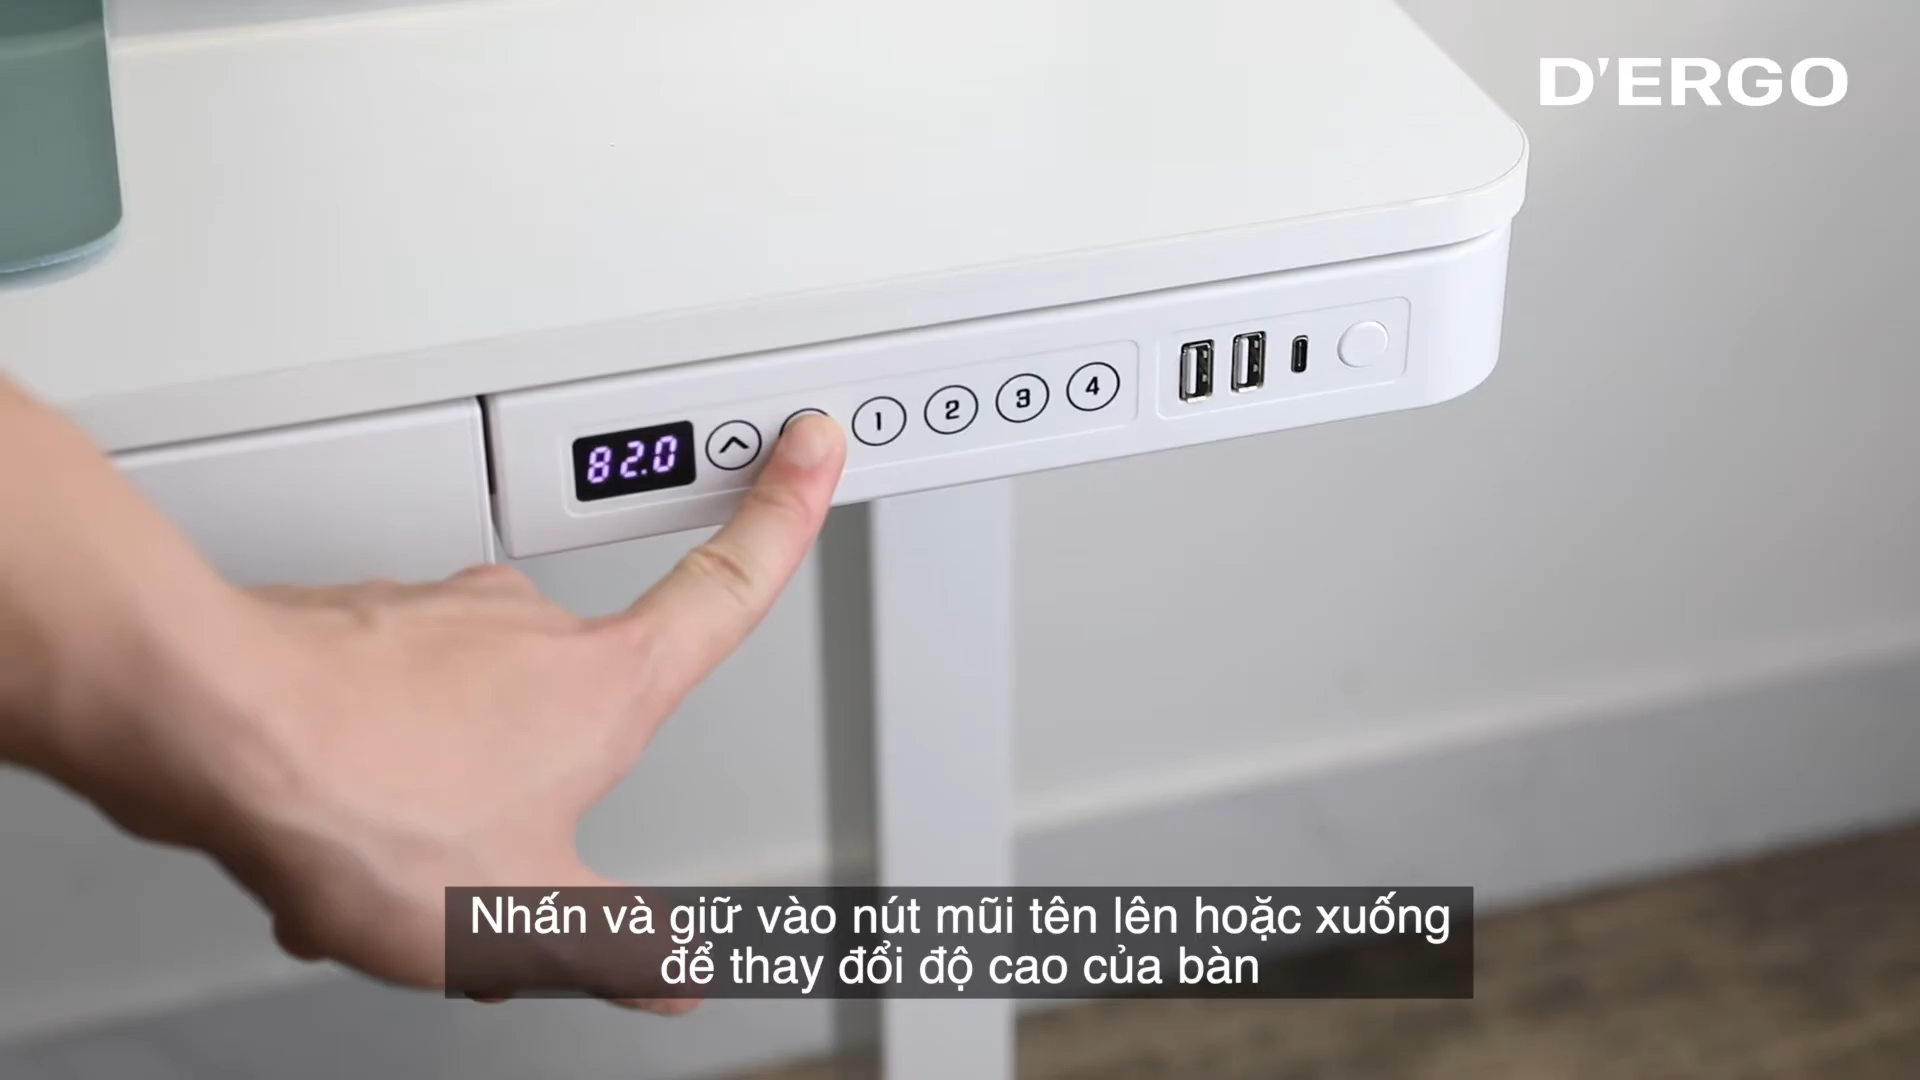 D'ERGO
82.0
1
2
3
4
Nhấn và giữ vào nút mũi tên lên hoặc xuống
để thay đổi độ cao của bàn